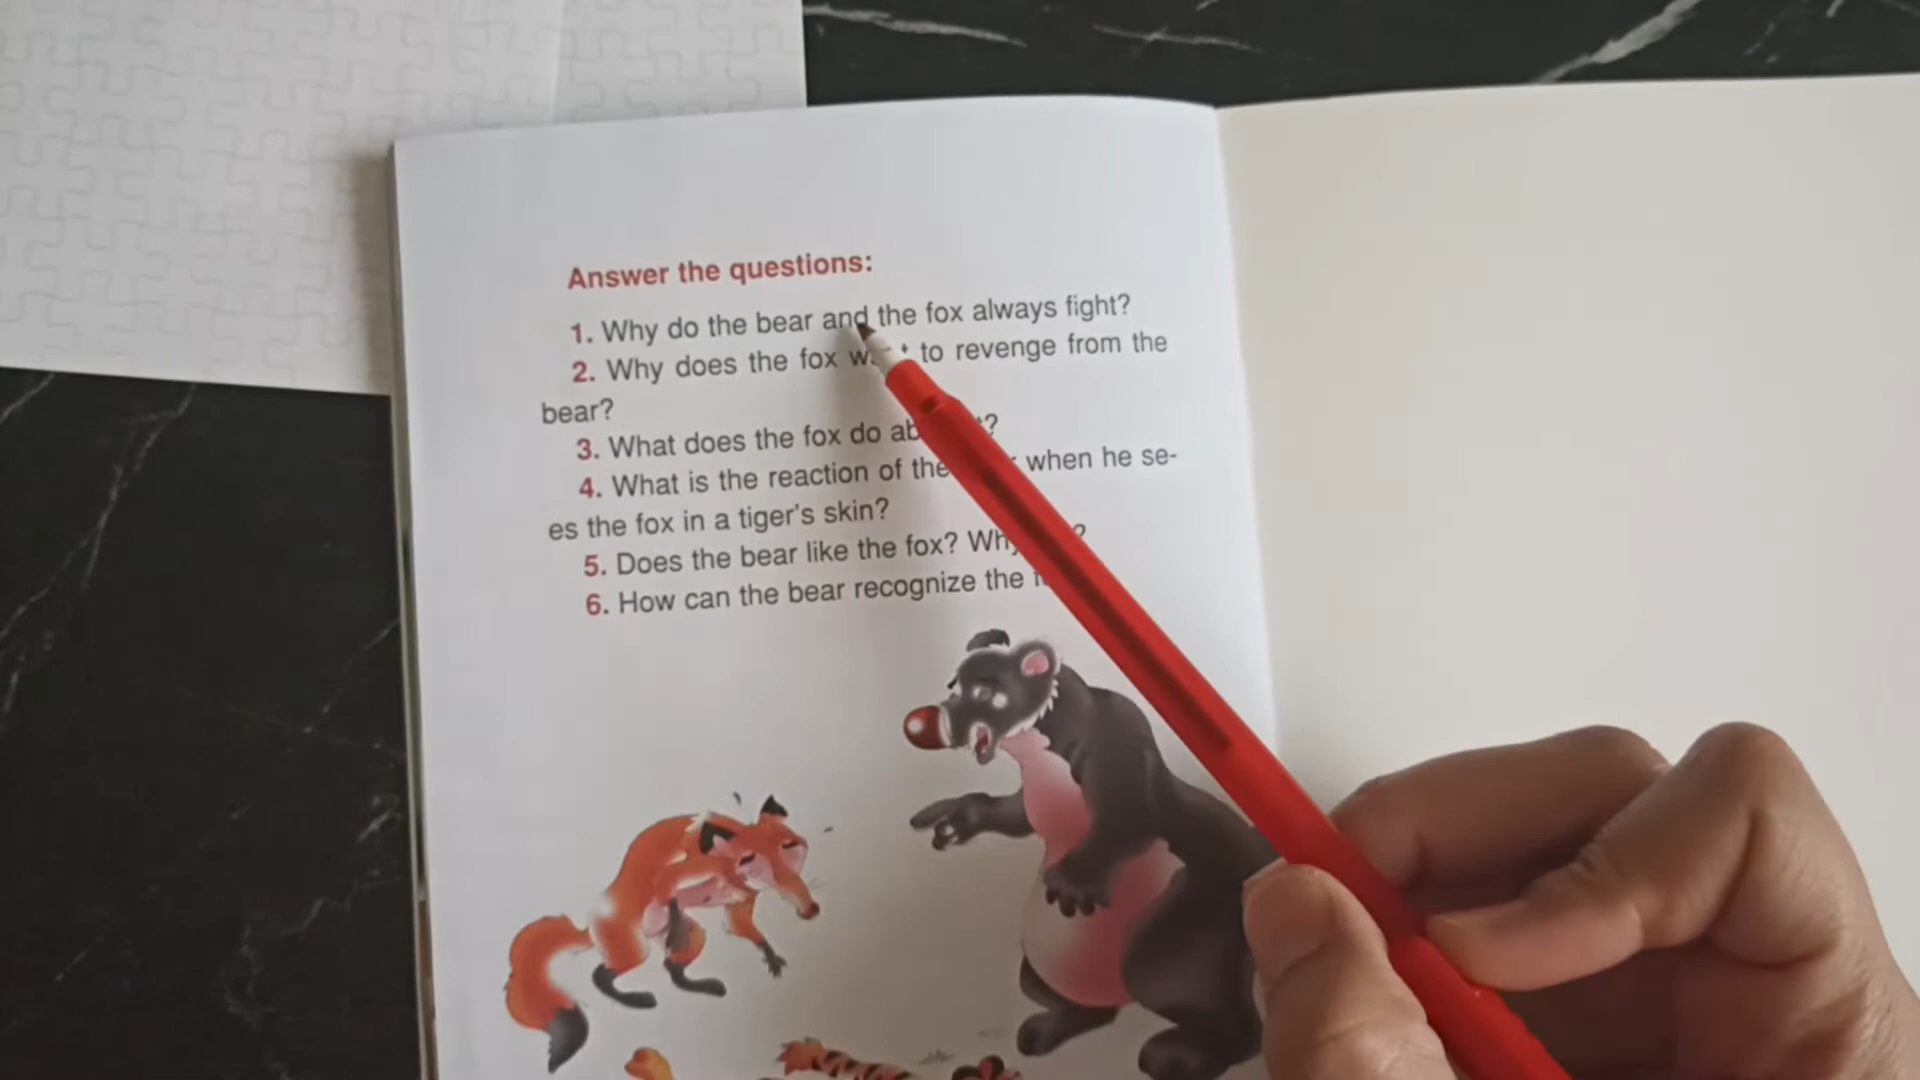 Answer the questions:
1. Why do the bear and the fox always fight?
2. Why does the fox to revenge from the
bear?
3. What does the fox do
4. What is the reaction of the when he se-
es the fox in a tiger's skin?
5. Does the bear like the fox?
6. How can the bear recognize the